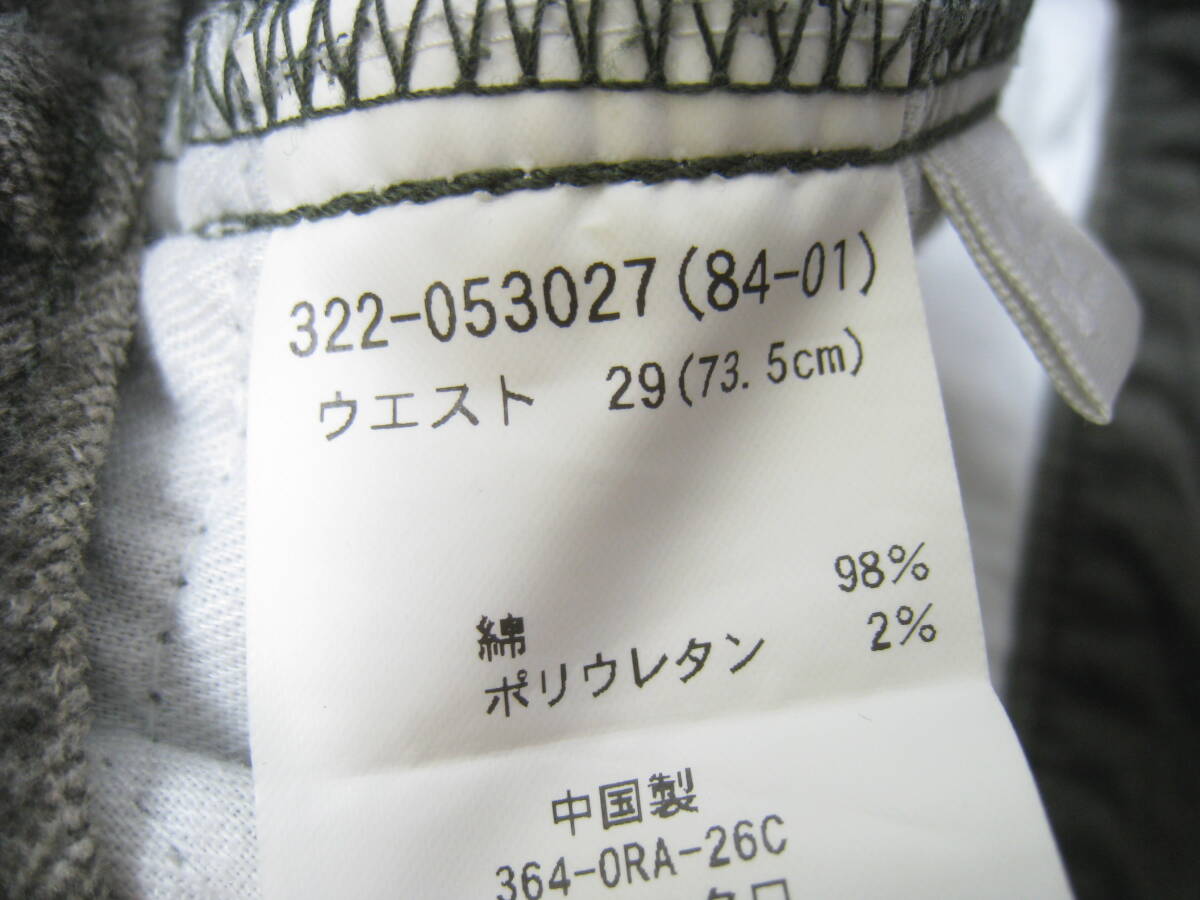 322-053027(84-01)
ウエスト 29(73.5cm)
綿 98%
ポリウレタン 2%
中国製
364-0RA-26C